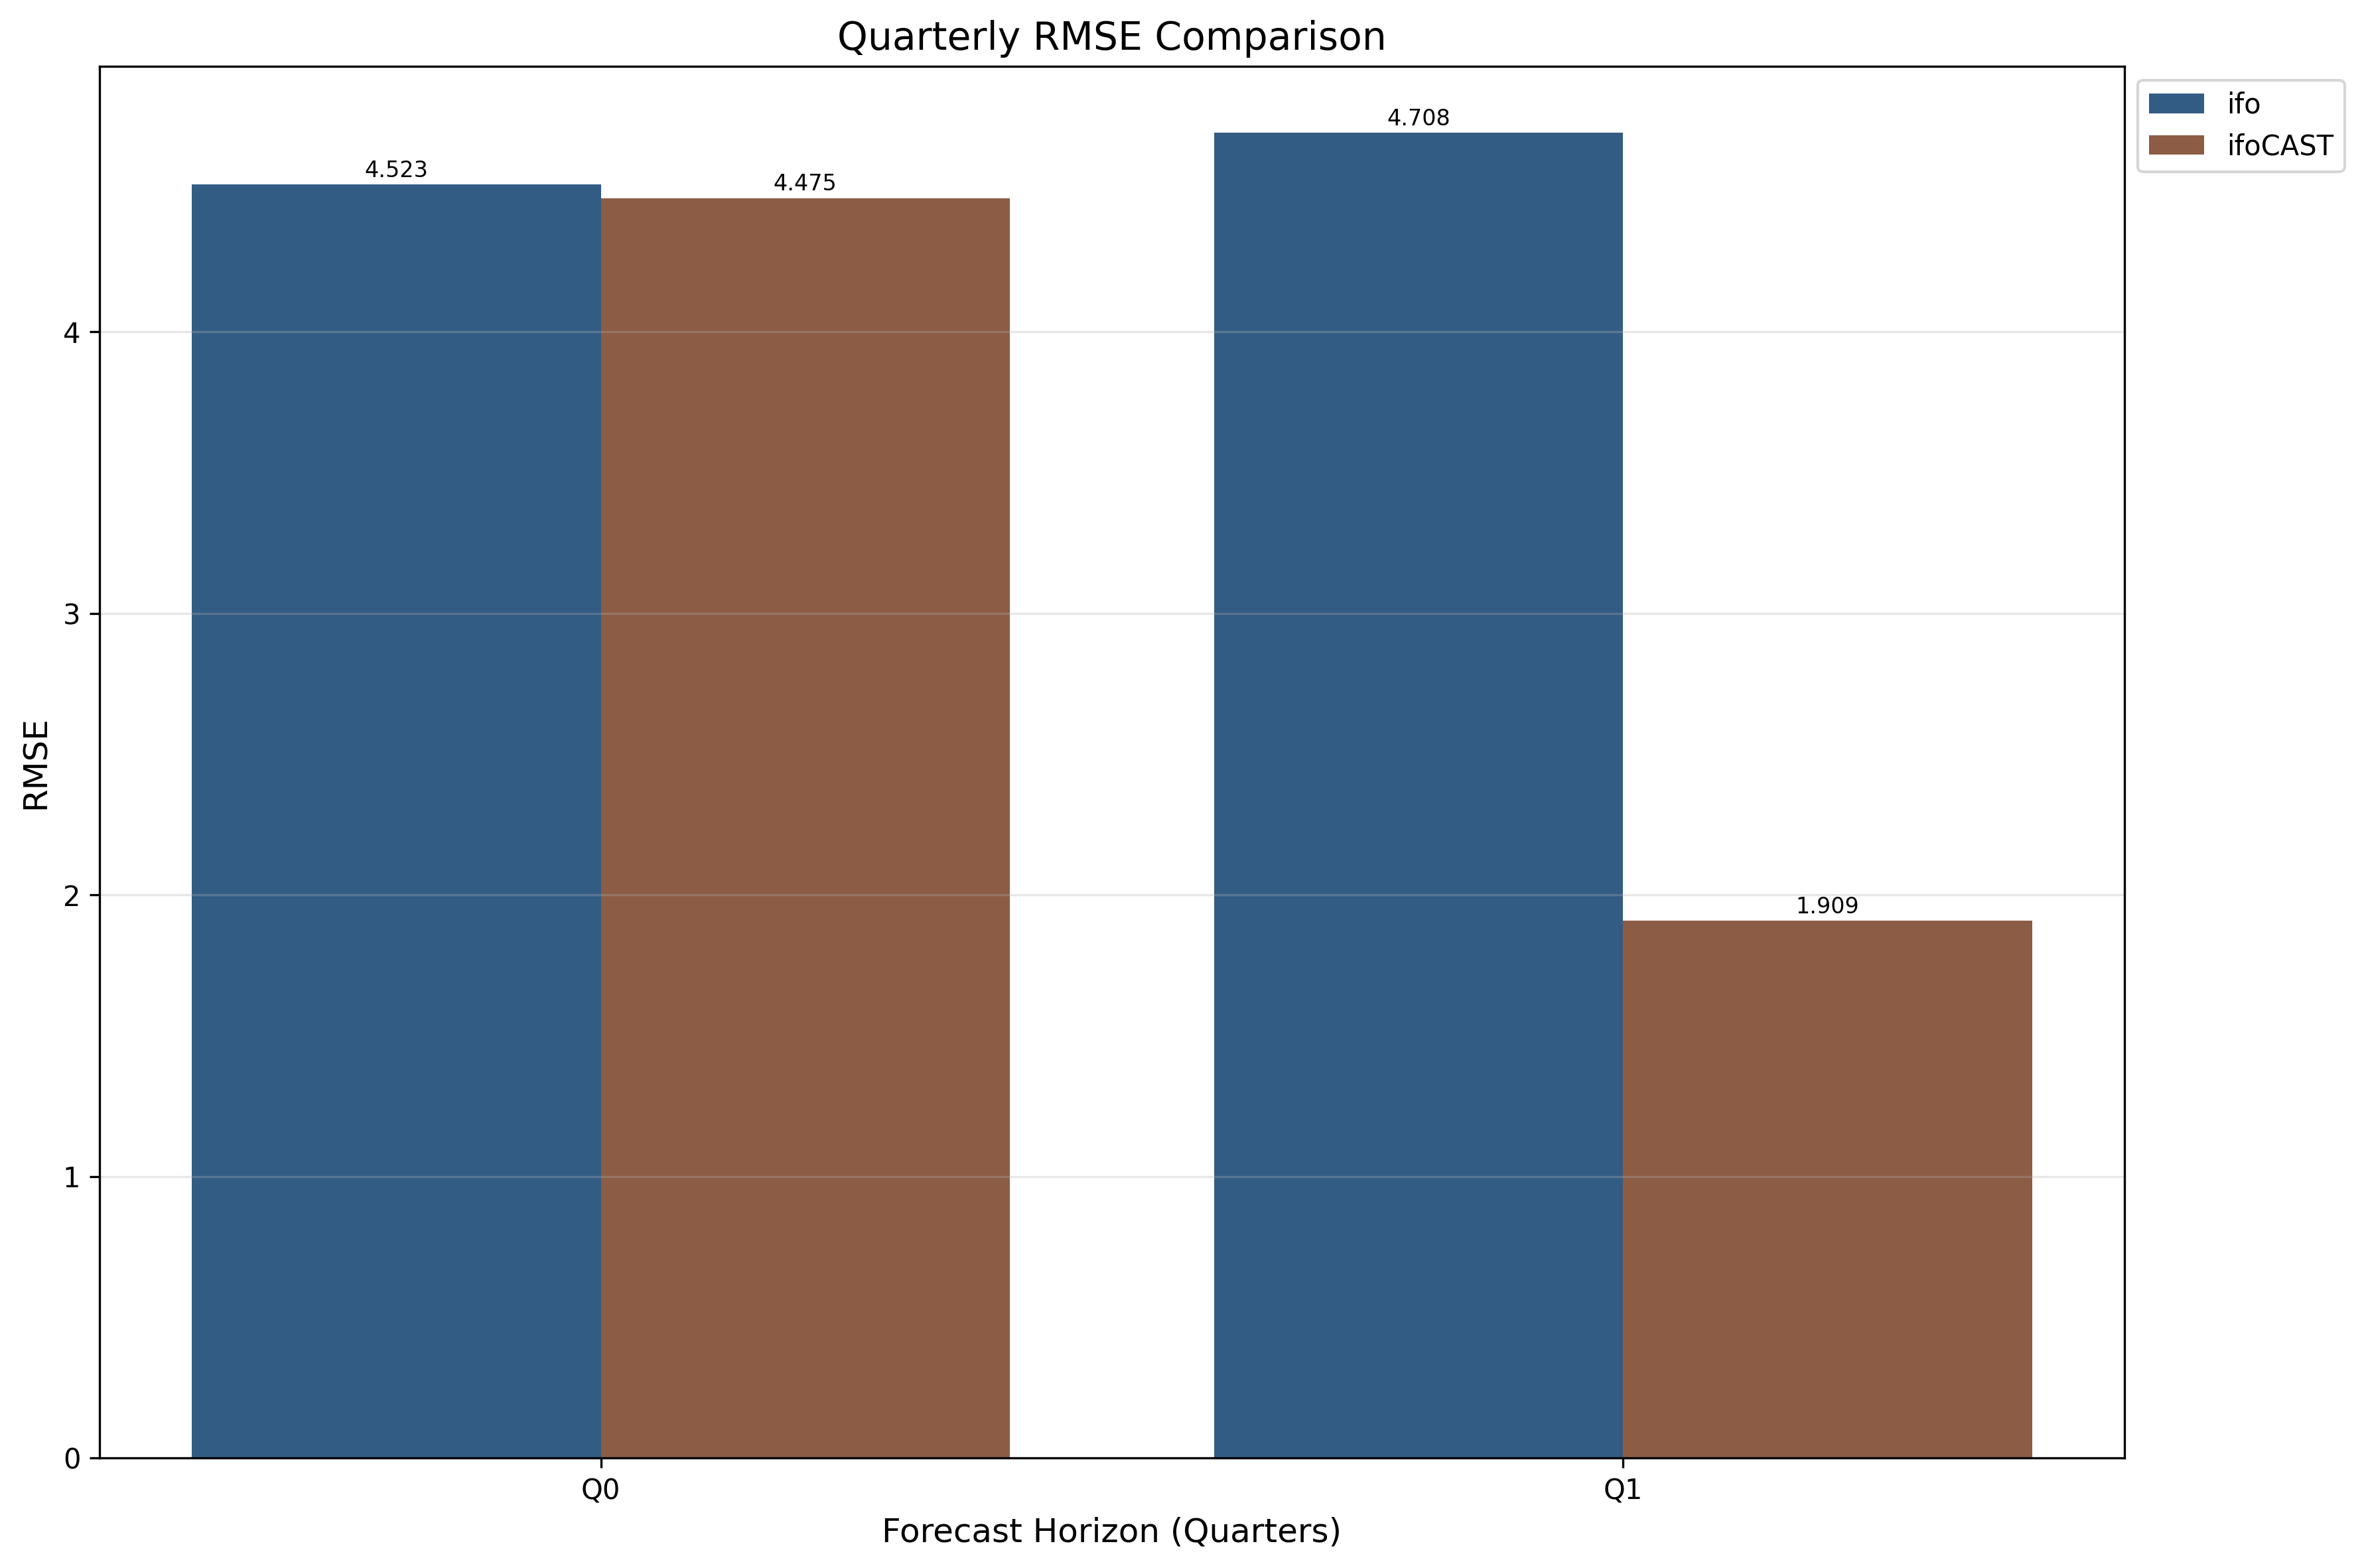 Quarterly RMSE Comparison
ifo
ifoCAST
4.708
4.523
4.475
4
3
RMSE
2
1.909
1
0
Q0
Q1
Forecast Horizon (Quarters)